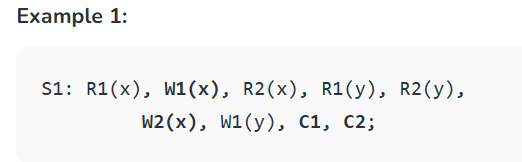 Example 1:
S1: R1(x), W1(x), R2(x), R1(y), R2(y),
W2(x), W1(y), C1, C2;